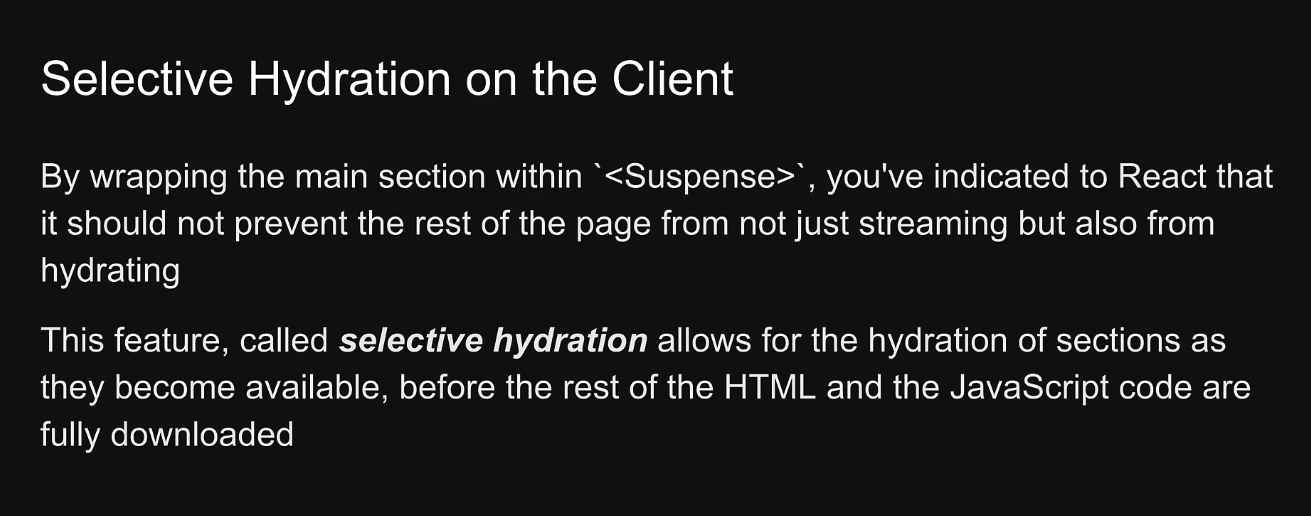 Selective Hydration on the Client
By wrapping the main section within `<Suspense>`, you've indicated to React that
it should not prevent the rest of the page from not just streaming but also from
hydrating
This feature, called selective hydration allows for the hydration of sections as
they become available, before the rest of the HTML and the JavaScript code are
fully downloaded